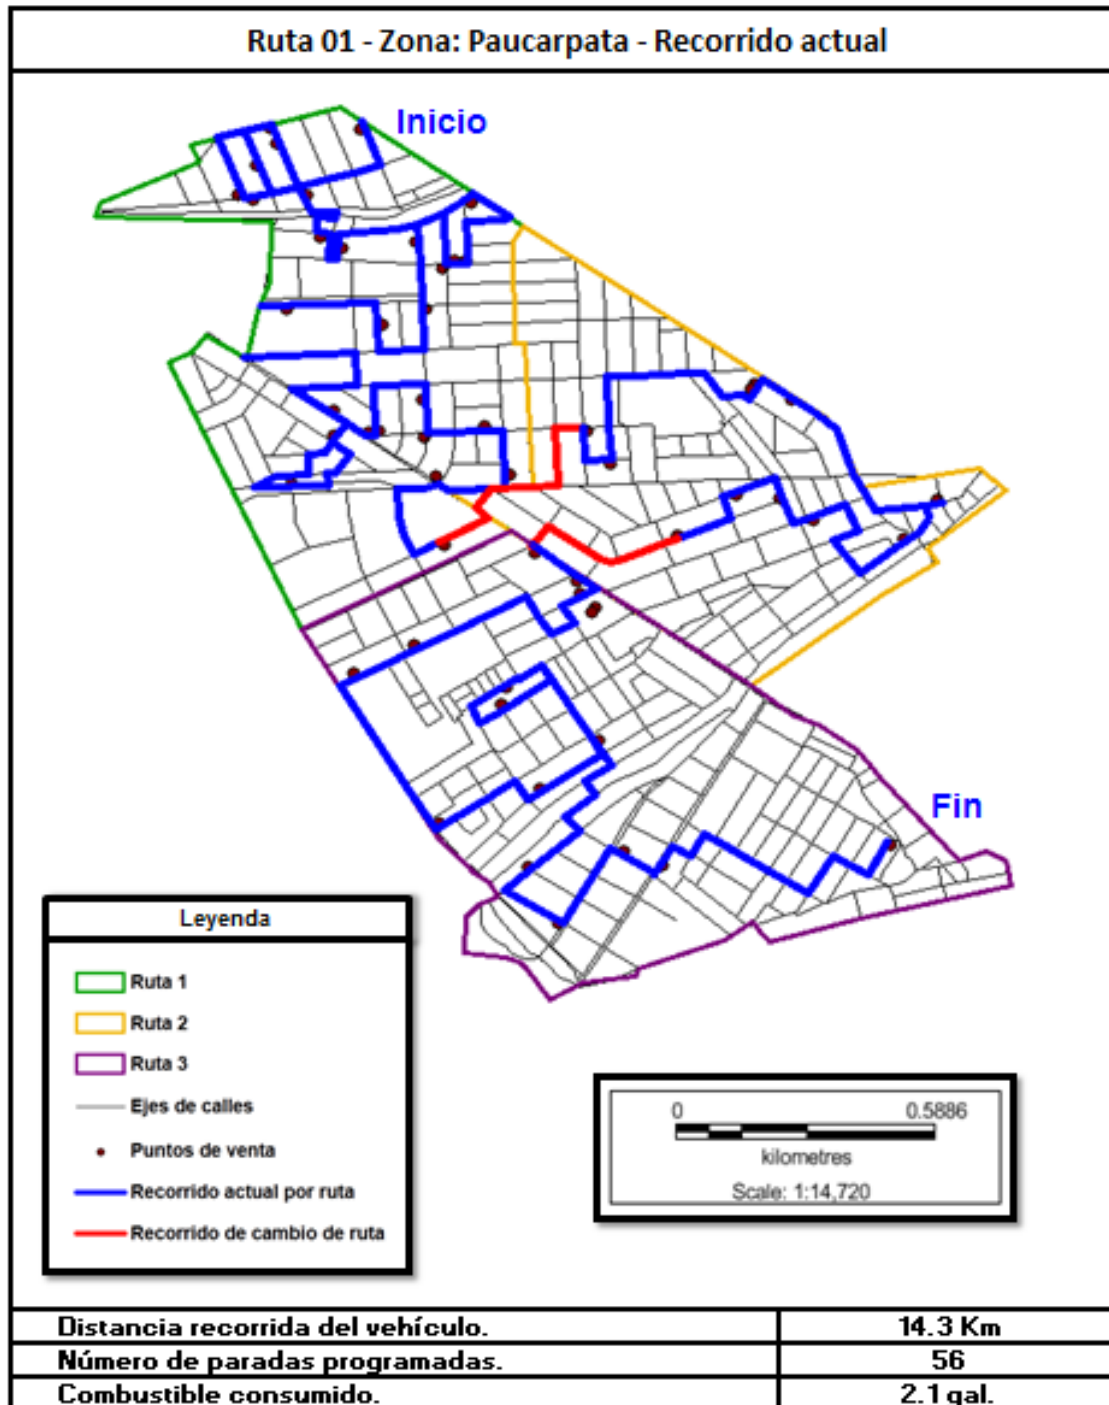 Ruta 01 - Zona: Paucarpata - Recorrido actual
Inicio
Fin
Leyenda
Ruta 1
Ruta 2
Ruta 3
Ejes de calles
Puntos de venta
Recorrido actual por ruta
Recorrido de cambio de ruta
0 0.5886
kilometres
Scale: 1:14,720
Distancia recorrida del vehículo. 14.3 Km
Número de paradas programadas. 56
Combustible consumido. 2.1 gal.